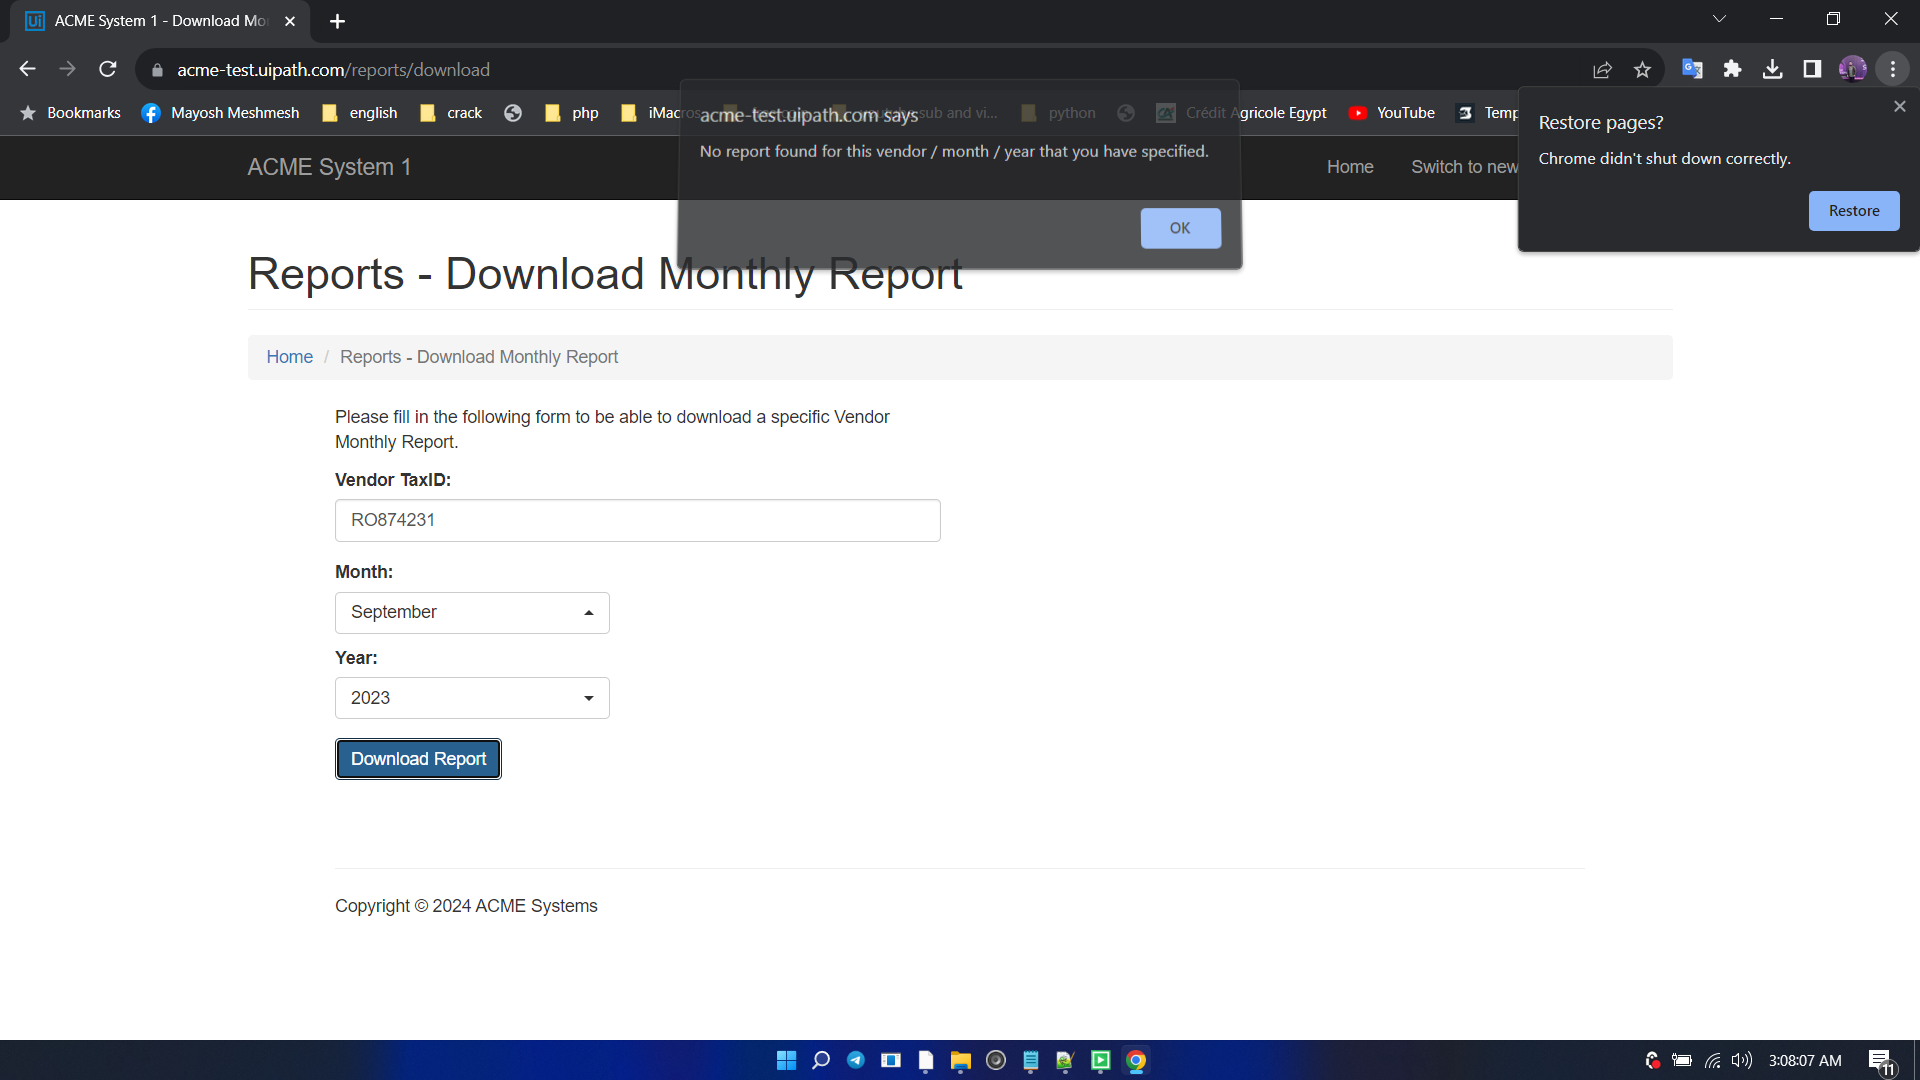 ACME System 1 - Download Mo
acme-test.uipath.com/reports/download
Bookmarks
Mayosh Meshmesh
english
crack
php
iMacros
sub and vi...
python
Crédit Agricole Egypt
YouTube
Temp
acme-test.uipath.com says
No report found for this vendor / month / year that you have specified.
OK
Restore pages?
Chrome didn't shut down correctly.
Restore
ACME System 1
Home
Switch to new
Reports - Download Monthly Report
Home / Reports - Download Monthly Report
Please fill in the following form to be able to download a specific Vendor
Monthly Report.
Vendor TaxID:
RO874231
Month:
September
Year:
2023
Download Report
Copyright © 2024 ACME Systems
3:08:07 AM
11